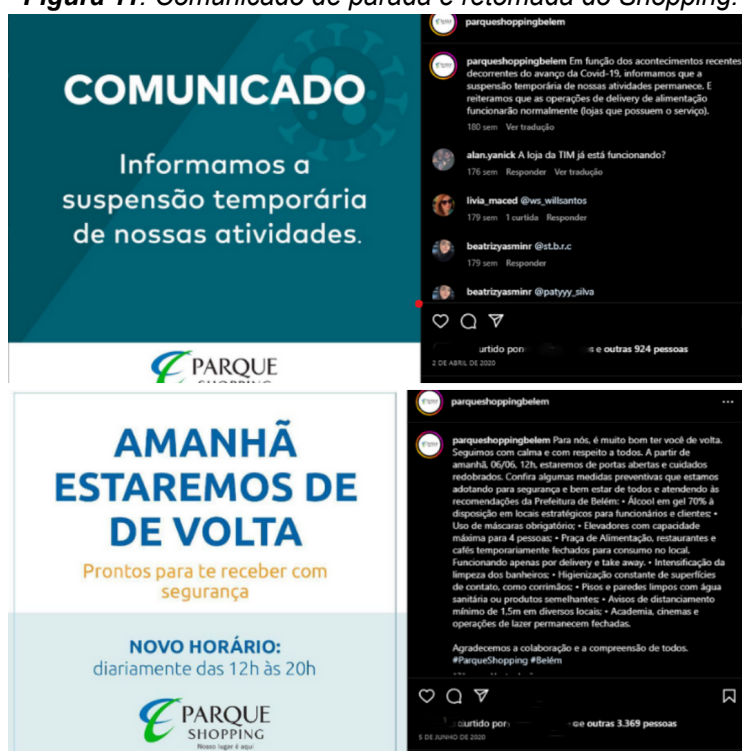 Figura 11: Comunicado de parada e retomada do Shopping.
COMUNICADO
Informamos a
suspensão temporária
de nossas atividades.
PARQUE
SHOPPING
parqueshoppingbelem
parqueshoppingbelem Em função dos acontecimentos recentes
decorrentes do avanço da Covid-19, informamos que a
suspensão temporária de nossas atividades permanece. E
reiteramos que as operações de delivery de alimentação
funcionarão normalmente (lojas que possuem o serviço).
180 sem Ver tradução
alan.yanick A loja da TIM já está funcionando?
176 sem Responder Ver tradução
livia_maced @ws_willsantos
179 sem 1 curtida Responder
beatrizyasminr @st.b.r.c
179 sem Responder
beatrizyasminr @patyyy_silva
urtido por s e outras 924 pessoas
2 DE ABRIL DE 2020
AMANHÃ
ESTAREMOS DE
DE VOLTA
Prontos para te receber com
segurança
NOVO HORÁRIO:
diariamente das 12h às 20h
PARQUE
SHOPPING
Nosso lugar é aqui
parqueshoppingbelem
parqueshoppingbelem Para nós, é muito bom ter você de volta.
Seguimos com calma e com respeito a todos. A partir de
amanhã, 06/06, 12h, estaremos de portas abertas e cuidados
redobrados. Confira algumas medidas preventivas que estamos
adotando para segurança e bem estar de todos e atendendo às
recomendações da Prefeitura de Belém: • Álcool em gel 70% à
disposição em locais estratégicos para funcionários e clientes; •
Uso de máscaras obrigatório; • Elevadores com capacidade
máxima para 4 pessoas; • Praça de Alimentação, restaurantes e
cafés temporariamente fechados para consumo no local.
Funcionando apenas por delivery e take away. • Intensificação da
limpeza dos banheiros; • Higienização constante de superfícies
de contato, como corrimãos; • Pisos e paredes limpos com água
sanitária ou produtos semelhantes; • Avisos de distanciamento
mínimo de 1,5m em diversos locais; • Academia, cinemas e
operações de lazer permanecem fechadas.
Agradecemos a colaboração e a compreensão de todos.
#ParqueShopping #Belém
urtido por e outras 3.369 pessoas
5 DE JUNHO DE 2020